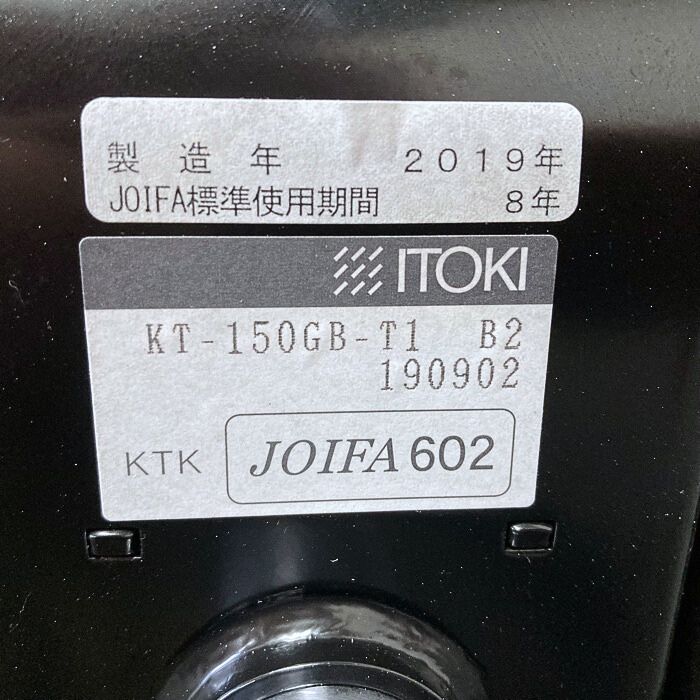 製造年 2019年
JOIFA標準使用期間 8年
ITOKI
KT-150GB-T1 B2
190902
KTK JOIFA 602